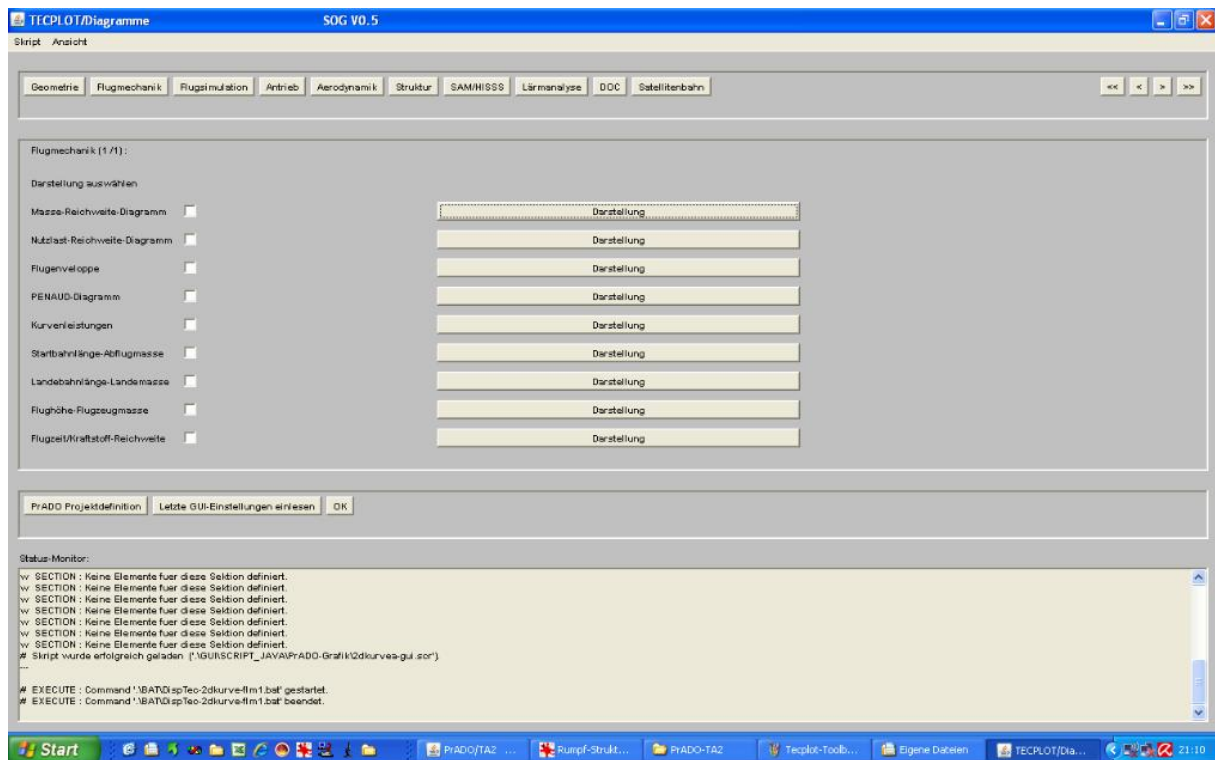 TECPLOT/Diagramme SOG V0.5
Skript Ansicht
Geometrie Flugmechanik Flugsimulation Antrieb Aerodynamik Struktur SAM/HISSS Lärmanalyse DOC Satellitenbahn << < > >>
Flugmechanik (1 /1) :
Darstellung auswählen
Masse-Reichweite-Diagramm Darstellung
Nutzlast-Reichweite-Diagramm Darstellung
Flugenveloppe Darstellung
PENAUD-Diagramm Darstellung
Kurvenleistungen Darstellung
Startbahnlänge-Abflugmasse Darstellung
Landebahnlänge-Landemasse Darstellung
Flughöhe-Flugzeugmasse Darstellung
Flugzeit/Kraftstoff-Reichweite Darstellung
PrADO Projektdefinition Letzte GUI-Einstellungen einlesen OK
Status-Monitor:
w SECTION : Keine Elemente fuer diese Sektion definiert.
w SECTION : Keine Elemente fuer diese Sektion definiert.
w SECTION : Keine Elemente fuer diese Sektion definiert.
w SECTION : Keine Elemente fuer diese Sektion definiert.
w SECTION : Keine Elemente fuer diese Sektion definiert.
w SECTION : Keine Elemente fuer diese Sektion definiert.
w SECTION : Keine Elemente fuer diese Sektion definiert.
# Skript wurde erfolgreich geladen ('.\GUI\SCRIPT_JAVA\PrADO-Grafik\2dkurvea-gui.scr').
---
# EXECUTE : Command '.\BAT\DispTec-2dkurve-flm1.bat' gestartet.
# EXECUTE : Command '.\BAT\DispTec-2dkurve-flm1.bat' beendet.
Start PrADO/TA2 ... Rumpf-Strukt... PrADO-TA2 Tecplot-Toolb... Eigene Dateien TECPLOT/Dia... 21:10